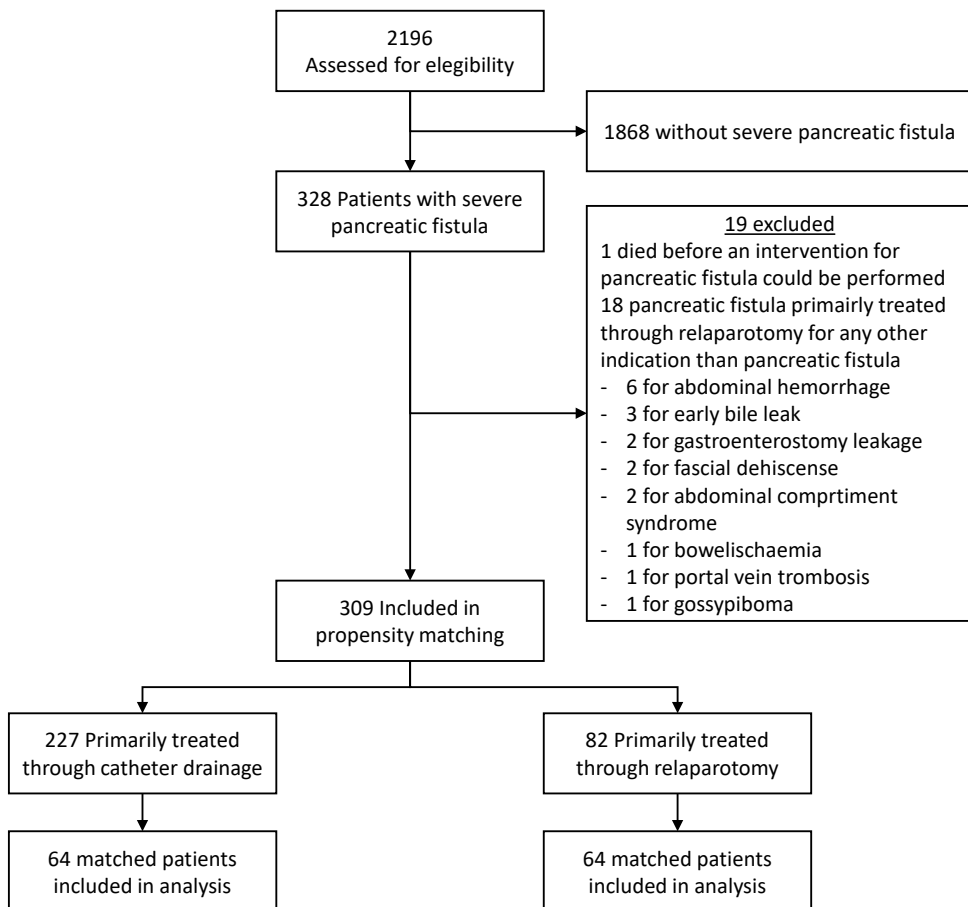 2196
Assessed for elegibility
1868 without severe pancreatic fistula
328 Patients with severe
pancreatic fistula
19 excluded
1 died before an intervention for
pancreatic fistula could be performed
18 pancreatic fistula primairly treated
through relaparotomy for any other
indication than pancreatic fistula
- 6 for abdominal hemorrhage
- 3 for early bile leak
- 2 for gastroenterostomy leakage
- 2 for fascial dehiscense
- 2 for abdominal comprtiment
syndrome
- 1 for bowelischaemia
- 1 for portal vein trombosis
- 1 for gossypiboma
309 Included in
propensity matching
227 Primarily treated
through catheter drainage
82 Primarily treated
through relaparotomy
64 matched patients
included in analysis
64 matched patients
included in analysis